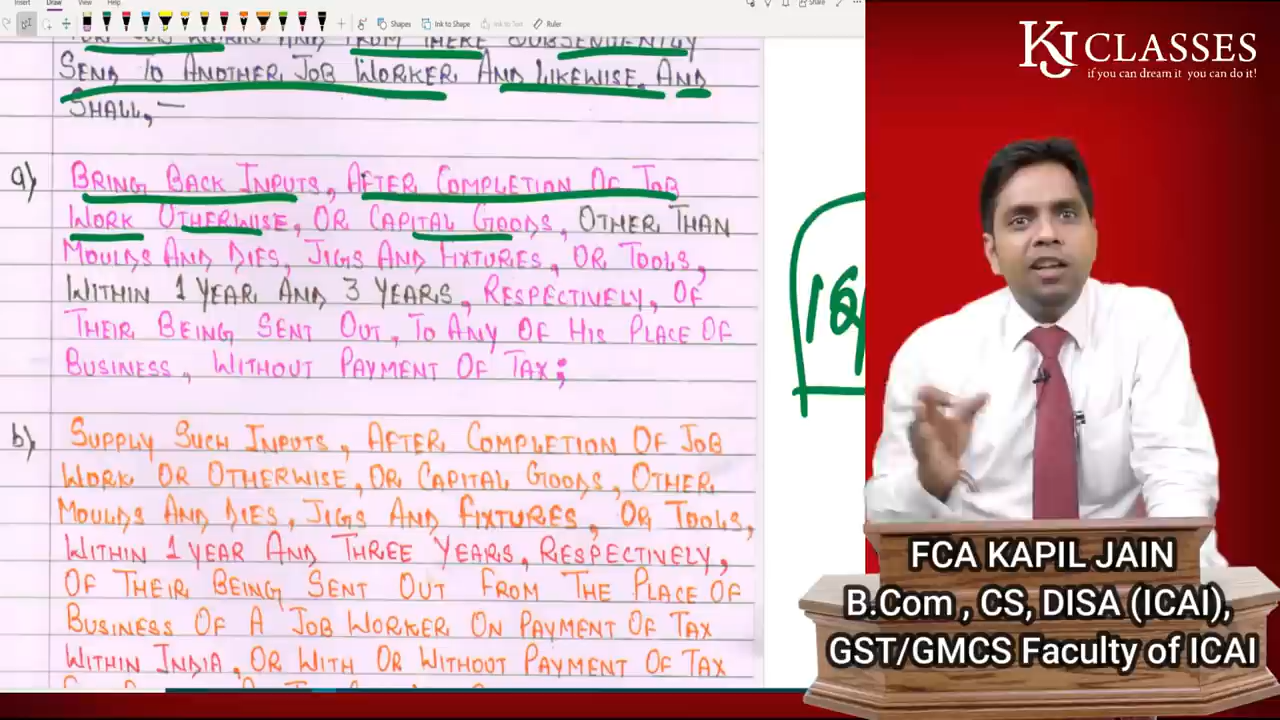 Insert Draw View Help
Share
Shapes Ink to Shape Ink to Text Ruler
FOR JOB WORK AND FROM THERE SUBSENQENTLY
SEND TO ANOTHER JOB WORKER AND LIKEWISE, AND
SHALL,—
a) BRING BACK INPUTS, AFTER COMPLETION OF JOB
WORK OTHERWISE, OR CAPITAL GOODS, OTHER THAN
MOULDS AND DIES, JIGS AND FIXTURES, OR TOOLS,
WITHIN 1 YEAR AND 3 YEARS, RESPECTIVELY, OF
THEIR BEING SENT OUT, TO ANY OF HIS PLACE OF
BUSINESS, WITHOUT PAYMENT OF TAX;
b) SUPPLY SUCH INPUTS, AFTER COMPLETION OF JOB
WORK OR OTHERWISE, OR CAPITAL GOODS, OTHER
MOULDS AND DIES, JIGS AND FIXTURES, OR TOOLS,
WITHIN 1 YEAR AND THREE YEARS, RESPECTIVELY,
OF THEIR BEING SENT OUT FROM THE PLACE OF
BUSINESS OF A JOB WORKER ON PAYMENT OF TAX
WITHIN INDIA, OR WITH OR WITHOUT PAYMENT OF TAX
KJ CLASSES
if you can dream it you can do it!
FCA KAPIL JAIN
B.Com , CS, DISA (ICAI),
GST/GMCS Faculty of ICAI